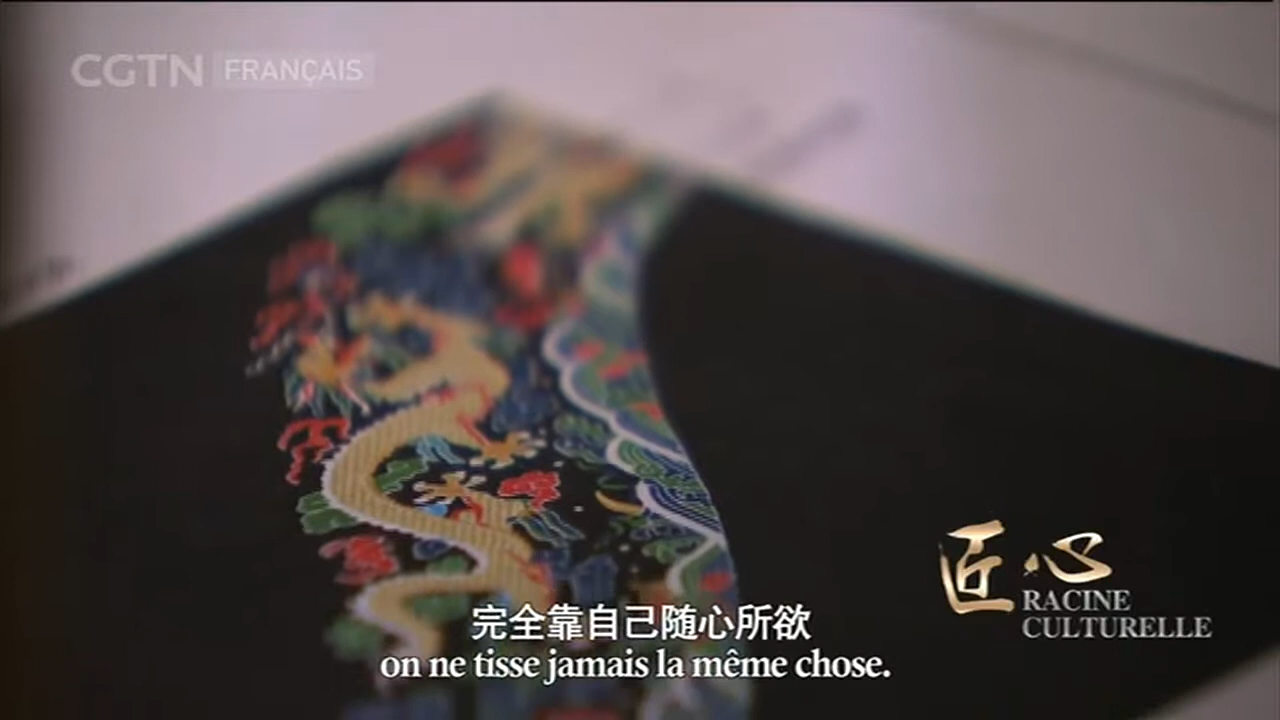 CGTN FRANÇAIS
匠心
RACINE
CULTURELLE
完全靠自己随心所欲
on ne tisse jamais la même chose.